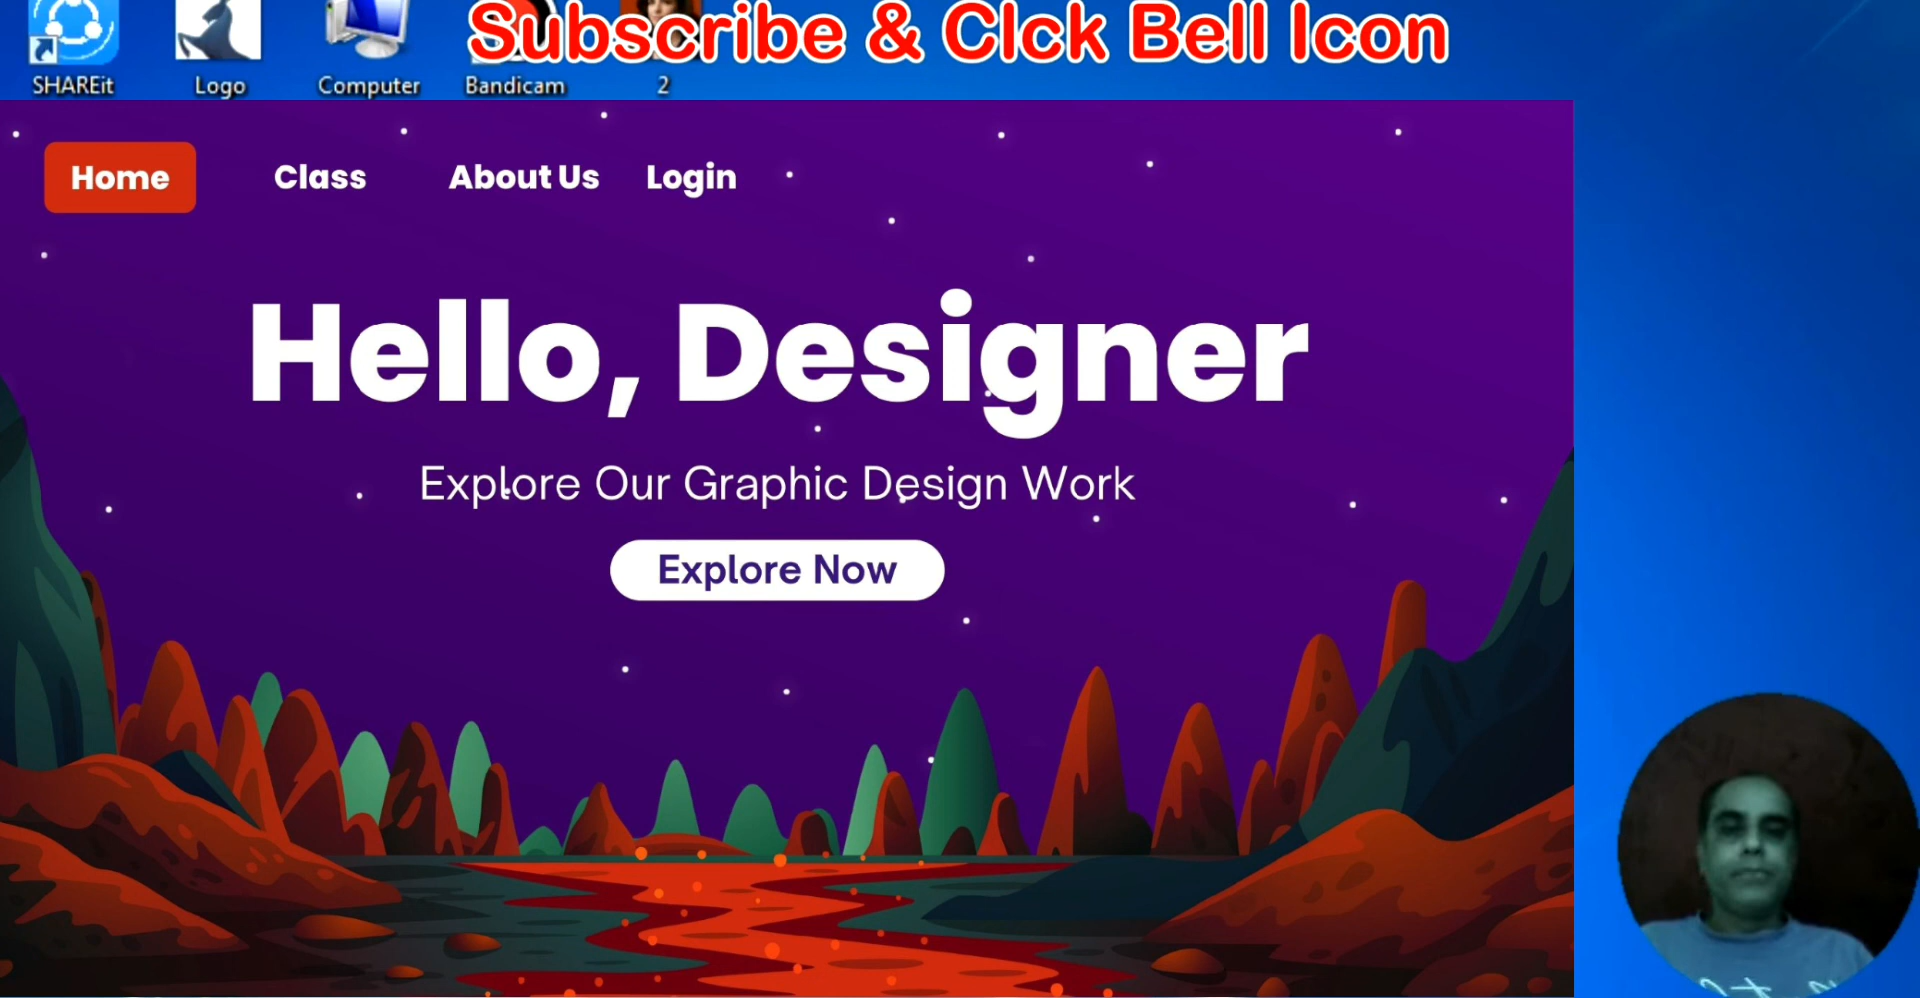 Subscribe & Clck Bell Icon
SHAREit Logo Computer Bandicam 2
Home Class About Us Login
Hello, Designer
Explore Our Graphic Design Work
Explore Now